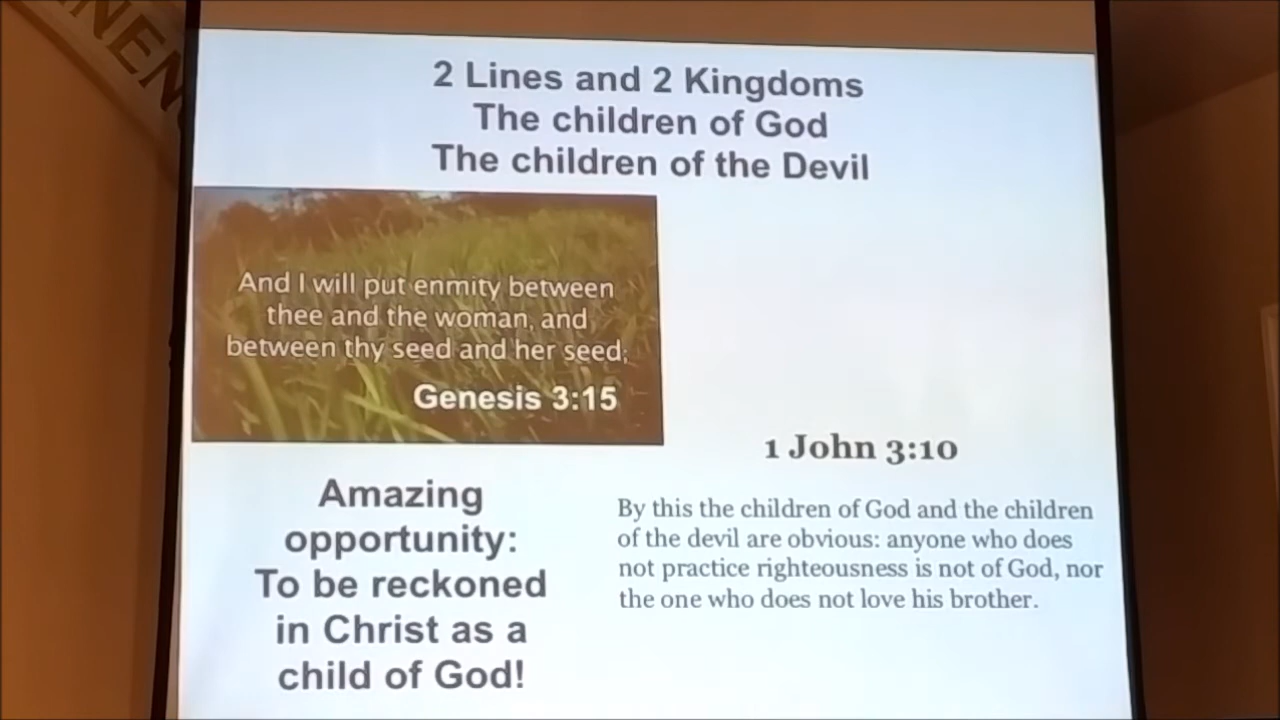 2 Lines and 2 Kingdoms
The children of God
The children of the Devil
And I will put enmity between
thee and the woman, and
between thy seed and her seed;
Genesis 3:15
Amazing
opportunity:
To be reckoned
in Christ as a
child of God!
1 John 3:10
By this the children of God and the children
of the devil are obvious: anyone who does
not practice righteousness is not of God, nor
the one who does not love his brother.